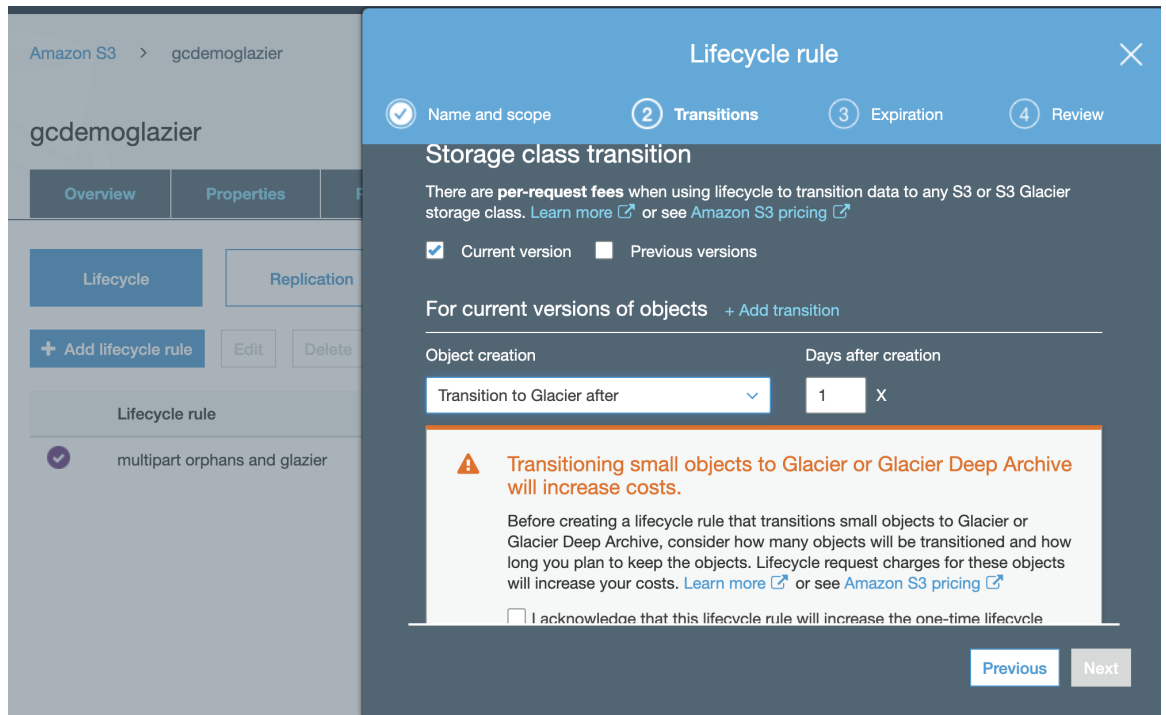 Amazon S3 > gcdemoglazier
gcdemoglazier
Overview
Properties
Lifecycle
Replication
+ Add lifecycle rule
Edit
Delete
Lifecycle rule
multipart orphans and glazier
Lifecycle rule
Name and scope
2 Transitions
3 Expiration
4 Review
Storage class transition
There are per-request fees when using lifecycle to transition data to any S3 or S3 Glacier
storage class. Learn more or see Amazon S3 pricing
Current version
Previous versions
For current versions of objects + Add transition
Object creation
Days after creation
Transition to Glacier after
1 X
Transitioning small objects to Glacier or Glacier Deep Archive
will increase costs.
Before creating a lifecycle rule that transitions small objects to Glacier or
Glacier Deep Archive, consider how many objects will be transitioned and how
long you plan to keep the objects. Lifecycle request charges for these objects
will increase your costs. Learn more or see Amazon S3 pricing
I acknowledge that this lifecycle rule will increase the one-time lifecycle
Previous
Next